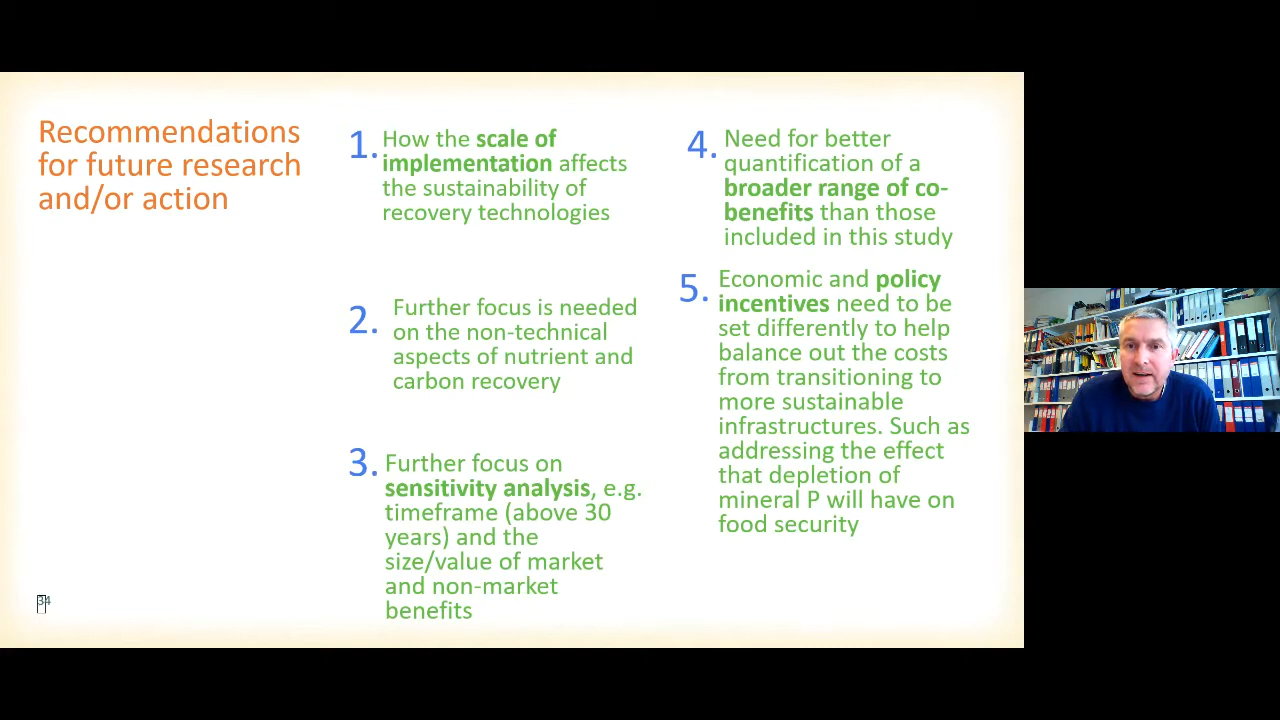 Recommendations
for future research
and/or action
1.
How the scale of
implementation affects
the sustainability of
recovery technologies
2.
Further focus is needed
on the non-technical
aspects of nutrient and
carbon recovery
3.
Further focus on
sensitivity analysis, e.g.
timeframe (above 30
years) and the
size/value of market
and non-market
benefits
4.
Need for better
quantification of a
broader range of co-
benefits than those
included in this study
5.
Economic and policy
incentives need to be
set differently to help
balance out the costs
from transitioning to
more sustainable
infrastructures. Such as
addressing the effect
that depletion of
mineral P will have on
food security
34